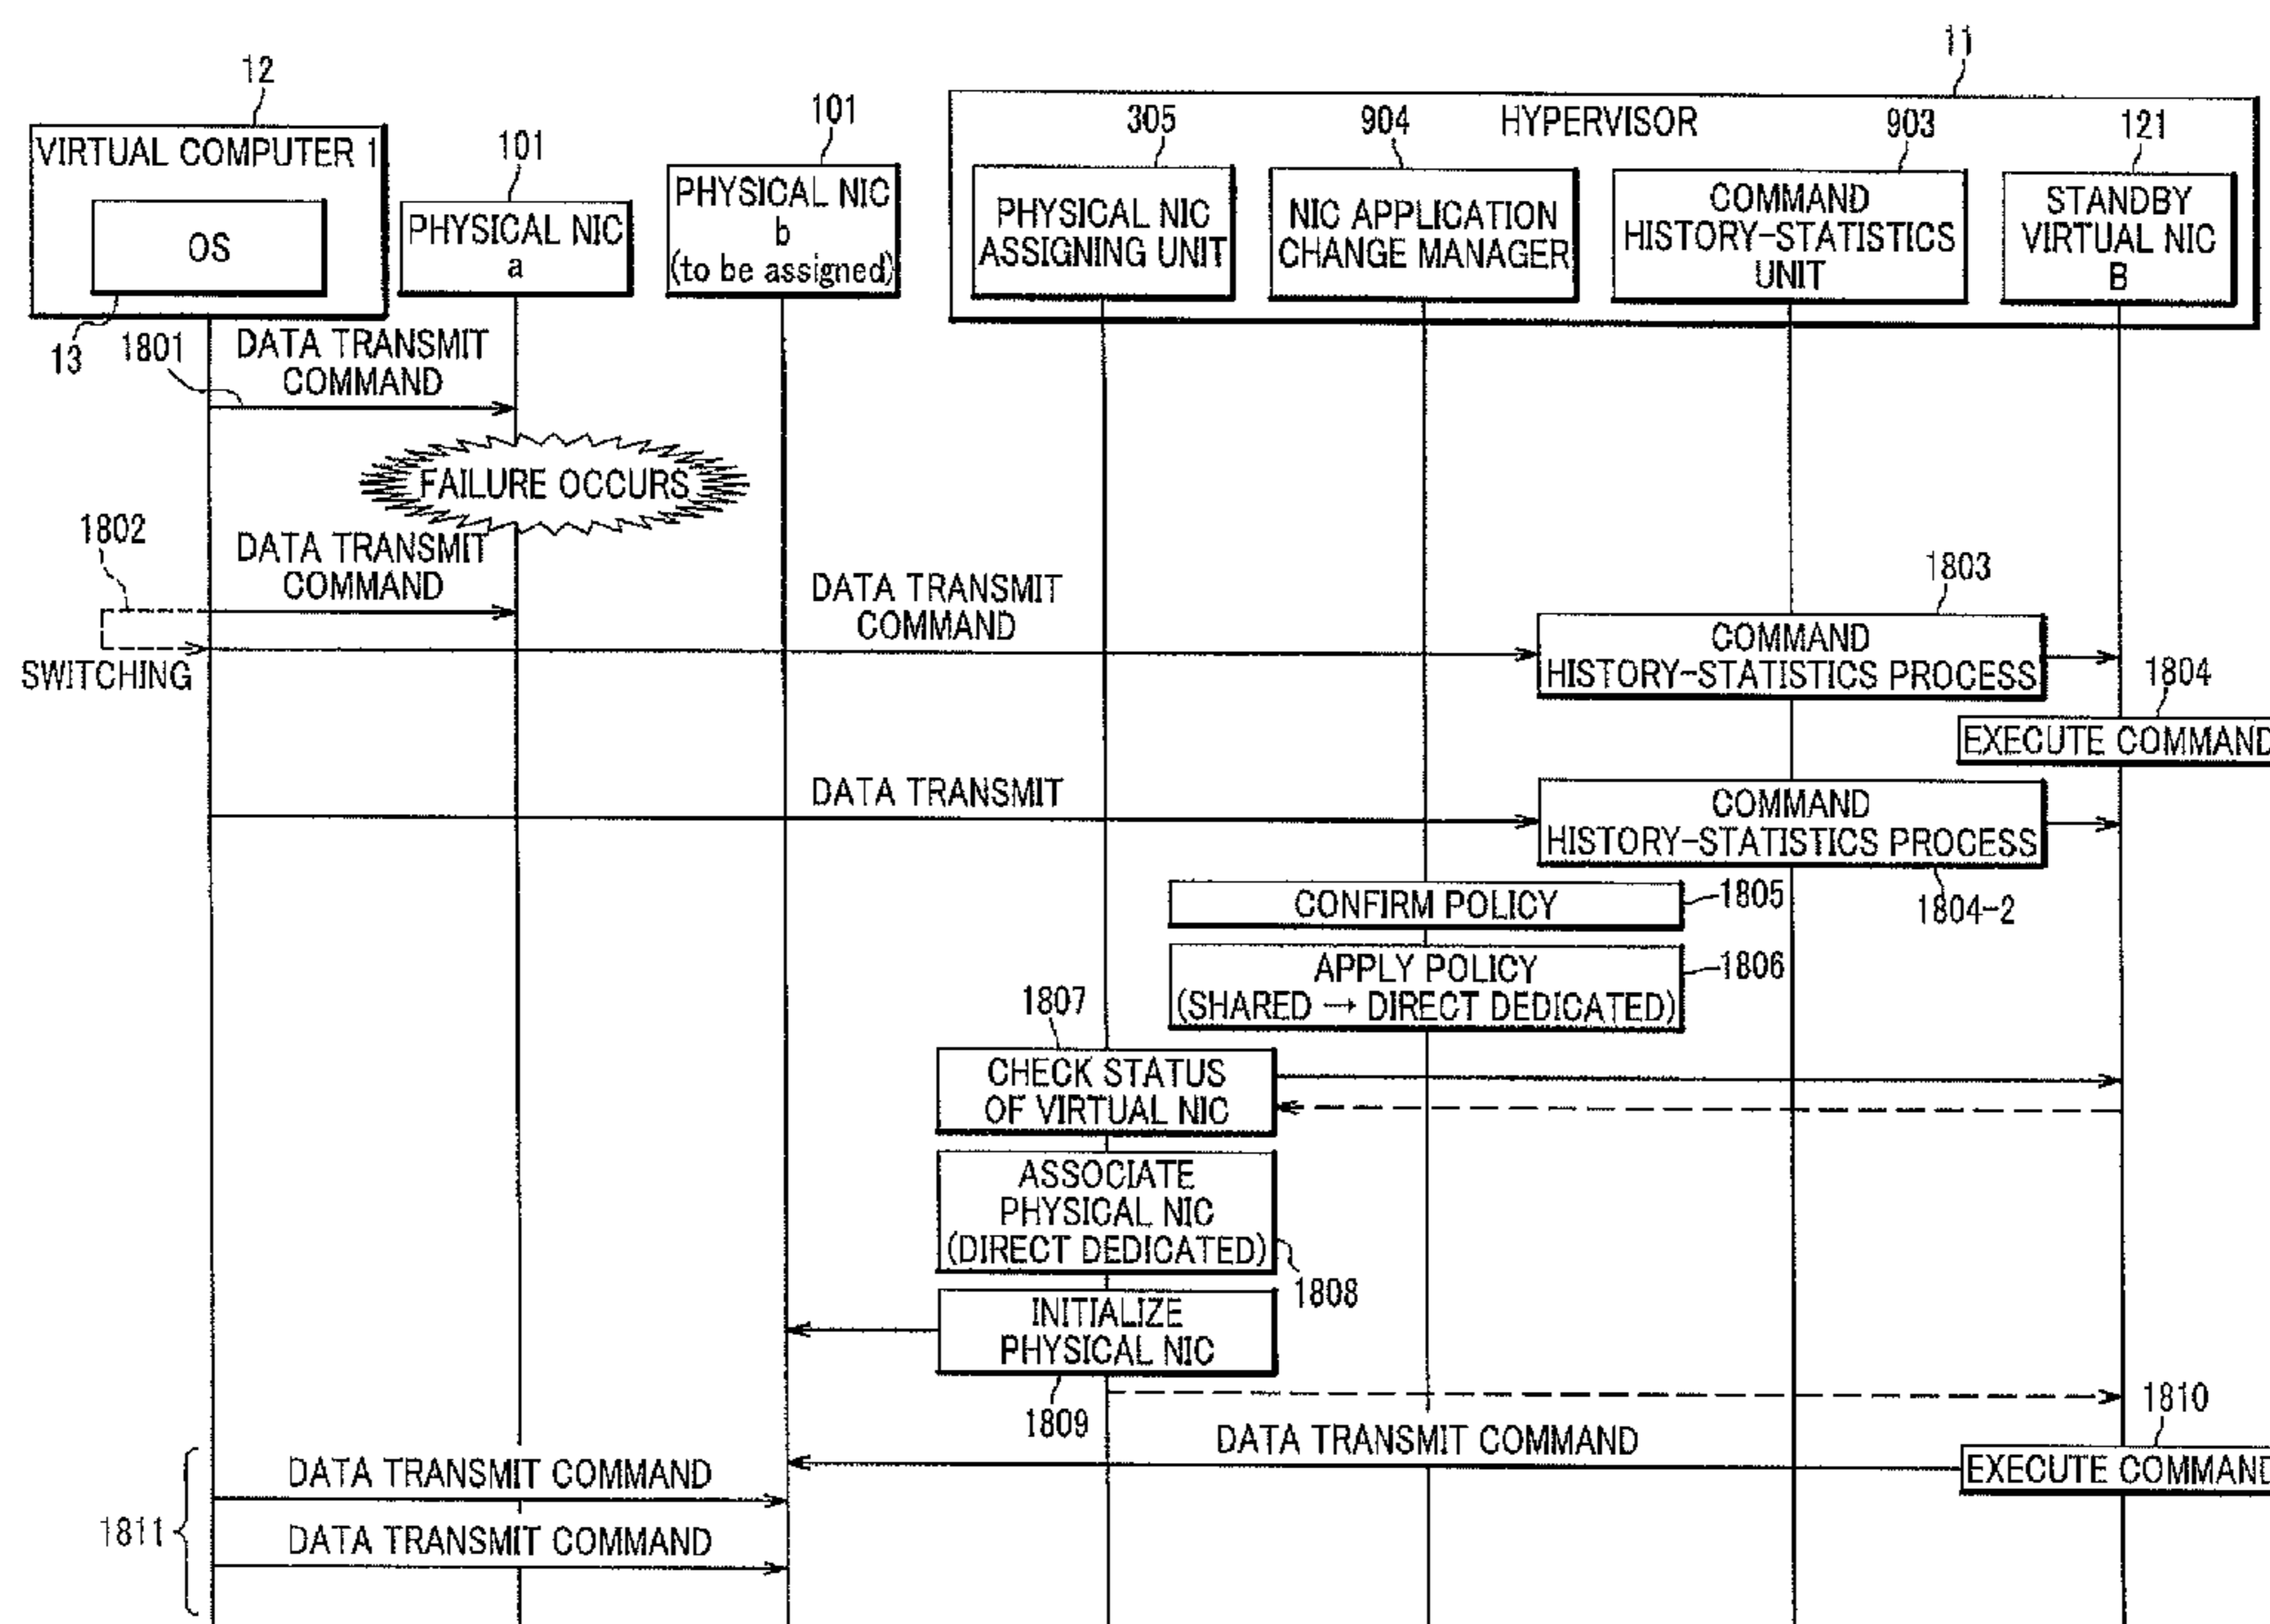 11
12
101
101
305
904
HYPERVISOR
903
121
VIRTUAL COMPUTER 1
OS
PHYSICAL NIC
a
PHYSICAL NIC
b
(to be assigned)
PHYSICAL NIC
ASSIGNING UNIT
NIC APPLICATION
CHANGE MANAGER
COMMAND
HISTORY-STATISTICS
UNIT
STANDBY
VIRTUAL NIC
B
13
1801
DATA TRANSMIT
COMMAND
FAILURE OCCURS
1802
DATA TRANSMIT
COMMAND
SWITCHING
DATA TRANSMIT
COMMAND
1803
COMMAND
HISTORY-STATISTICS PROCESS
1804
EXECUTE COMMAND
DATA TRANSMIT
COMMAND
HISTORY-STATISTICS PROCESS
1804-2
CONFIRM POLICY
1805
APPLY POLICY
(SHARED → DIRECT DEDICATED)
1806
1807
CHECK STATUS
OF VIRTUAL NIC
ASSOCIATE
PHYSICAL NIC
(DIRECT DEDICATED)
1808
INITIALIZE
PHYSICAL NIC
1809
1810
DATA TRANSMIT COMMAND
EXECUTE COMMAND
1811
DATA TRANSMIT COMMAND
DATA TRANSMIT COMMAND